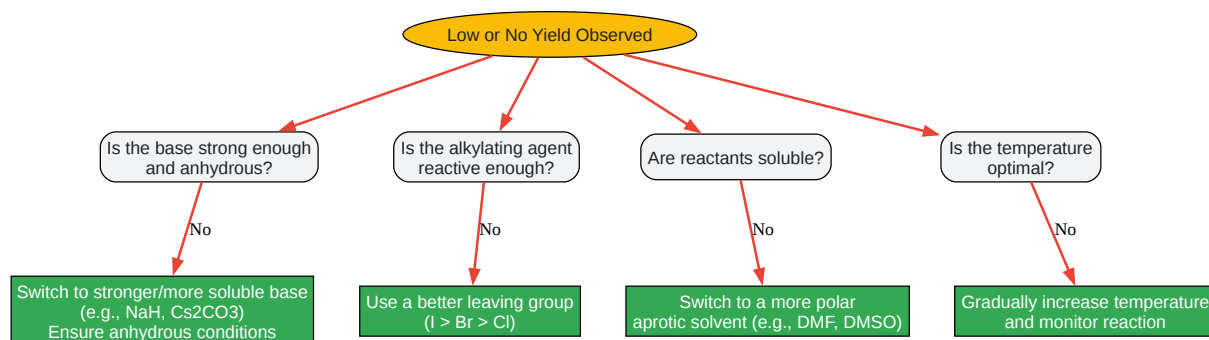 Low or No Yield Observed
Is the base strong enough
and anhydrous?
Is the alkylating agent
reactive enough?
Are reactants soluble?
Is the temperature
optimal?
No
No
No
No
Switch to stronger/more soluble base
(e.g., NaH, Cs2CO3)
Ensure anhydrous conditions
Use a better leaving group
(I > Br > Cl)
Switch to a more polar
aprotic solvent (e.g., DMF, DMSO)
Gradually increase temperature
and monitor reaction